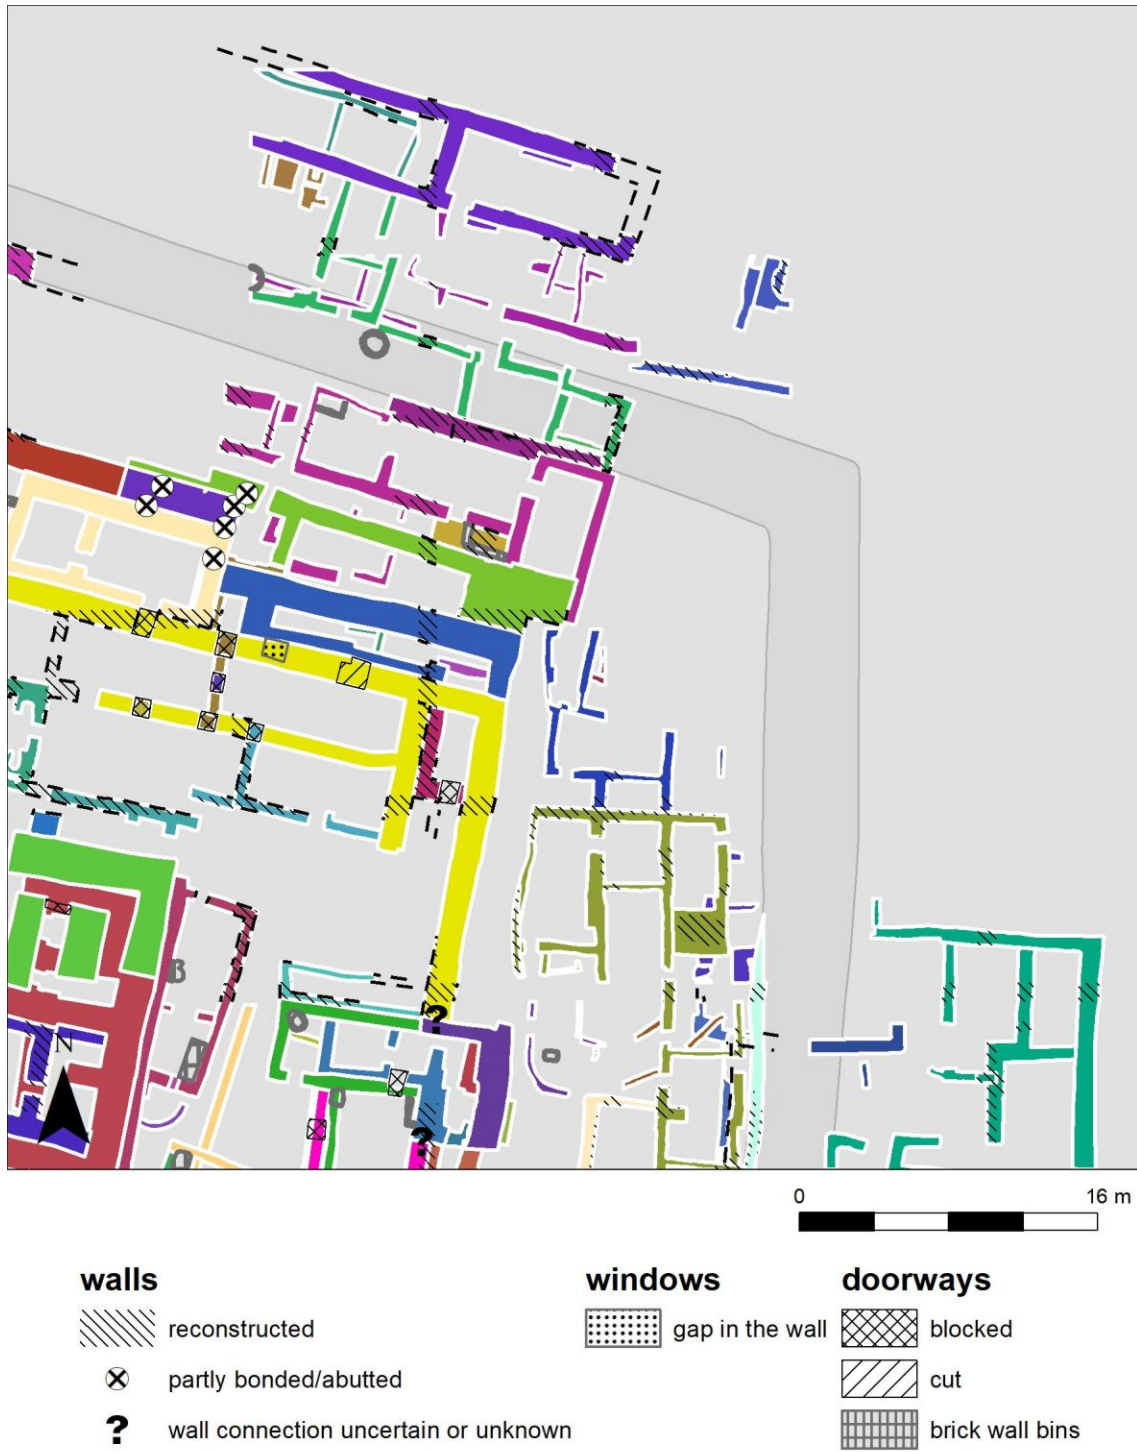 ?
N
?
0 16 m
walls windows doorways
reconstructed gap in the wall blocked
partly bonded/abutted cut
? wall connection uncertain or unknown brick wall bins